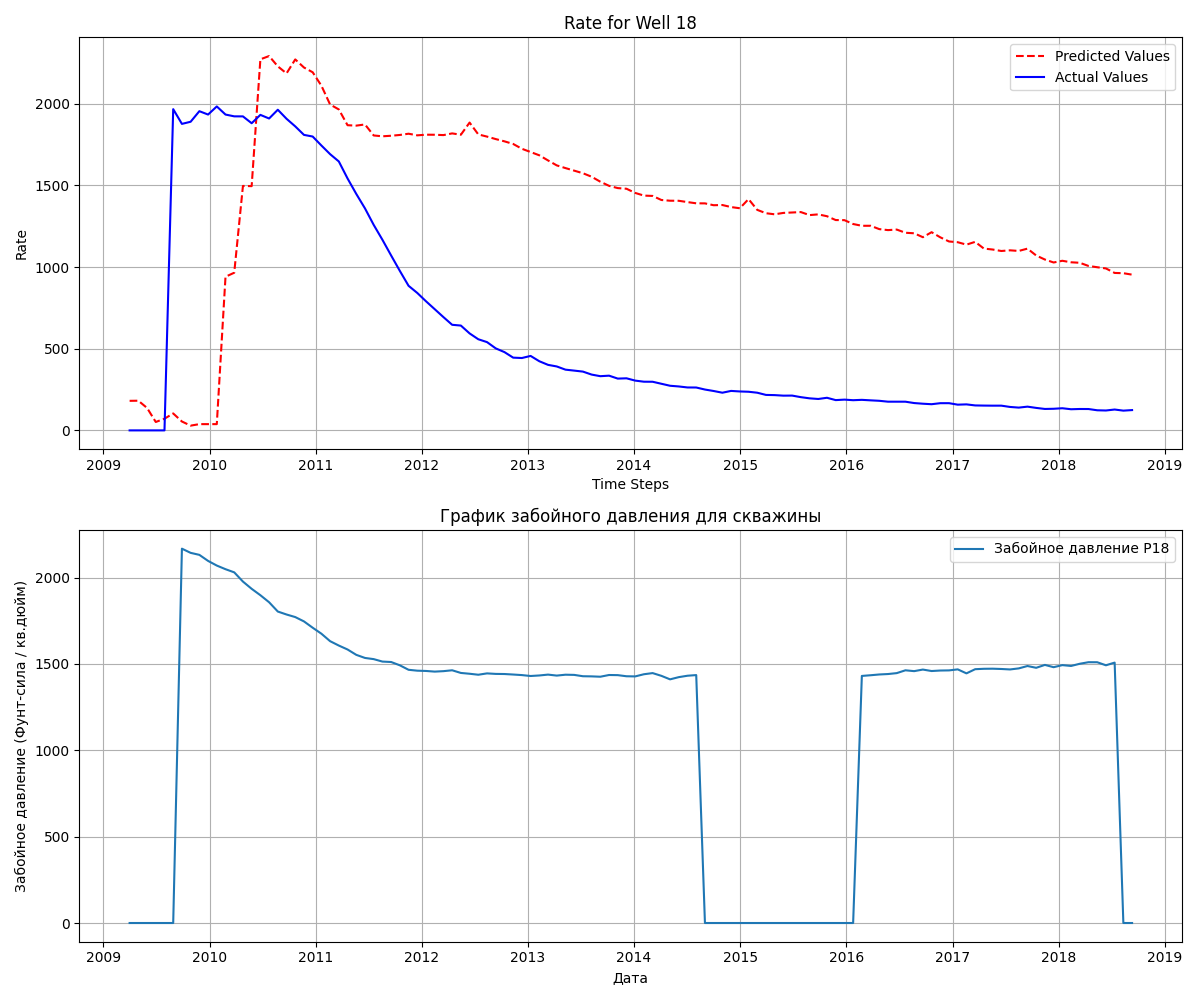 Rate for Well 18
Predicted Values
Actual Values
Rate
2000
1500
1000
500
0
2009 2010 2011 2012 2013 2014 2015 2016 2017 2018 2019
Time Steps
График забойного давления для скважины
Забойное давление P18
Забойное давление (Фунт-сила / кв.дюйм)
2000
1500
1000
500
0
2009 2010 2011 2012 2013 2014 2015 2016 2017 2018 2019
Дата